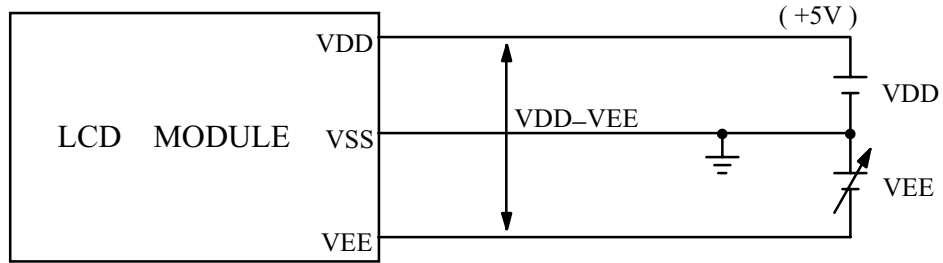 ( +5V )
VDD
VDD
VDD–VEE
LCD MODULE
VSS
VEE
VEE